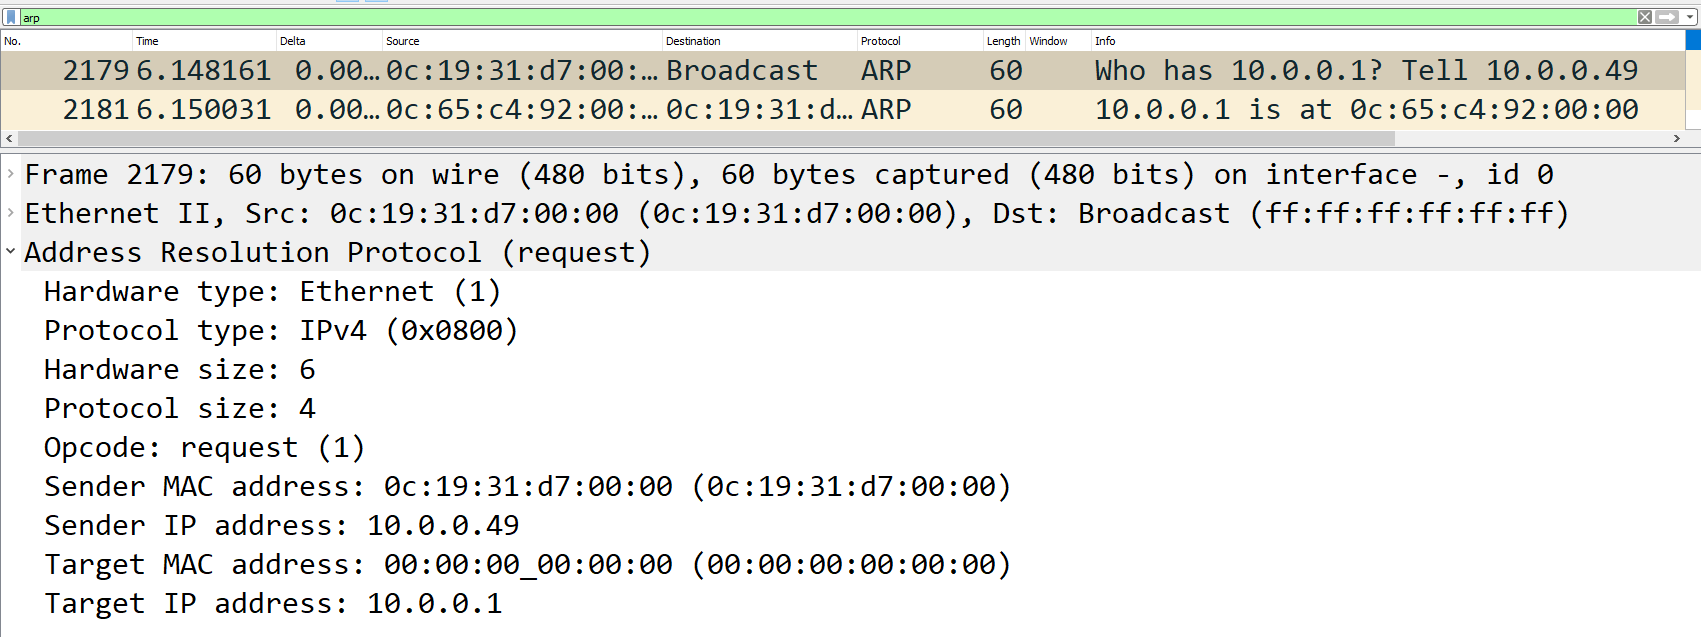 arp
No. Time Delta Source Destination Protocol Length Window Info
2179 6.148161 0.00… 0c:19:31:d7:00:… Broadcast ARP 60 Who has 10.0.0.1? Tell 10.0.0.49
2181 6.150031 0.00… 0c:65:c4:92:00:… 0c:19:31:d… ARP 60 10.0.0.1 is at 0c:65:c4:92:00:00
Frame 2179: 60 bytes on wire (480 bits), 60 bytes captured (480 bits) on interface -, id 0
Ethernet II, Src: 0c:19:31:d7:00:00 (0c:19:31:d7:00:00), Dst: Broadcast (ff:ff:ff:ff:ff:ff)
Address Resolution Protocol (request)
Hardware type: Ethernet (1)
Protocol type: IPv4 (0x0800)
Hardware size: 6
Protocol size: 4
Opcode: request (1)
Sender MAC address: 0c:19:31:d7:00:00 (0c:19:31:d7:00:00)
Sender IP address: 10.0.0.49
Target MAC address: 00:00:00_00:00:00 (00:00:00:00:00:00)
Target IP address: 10.0.0.1